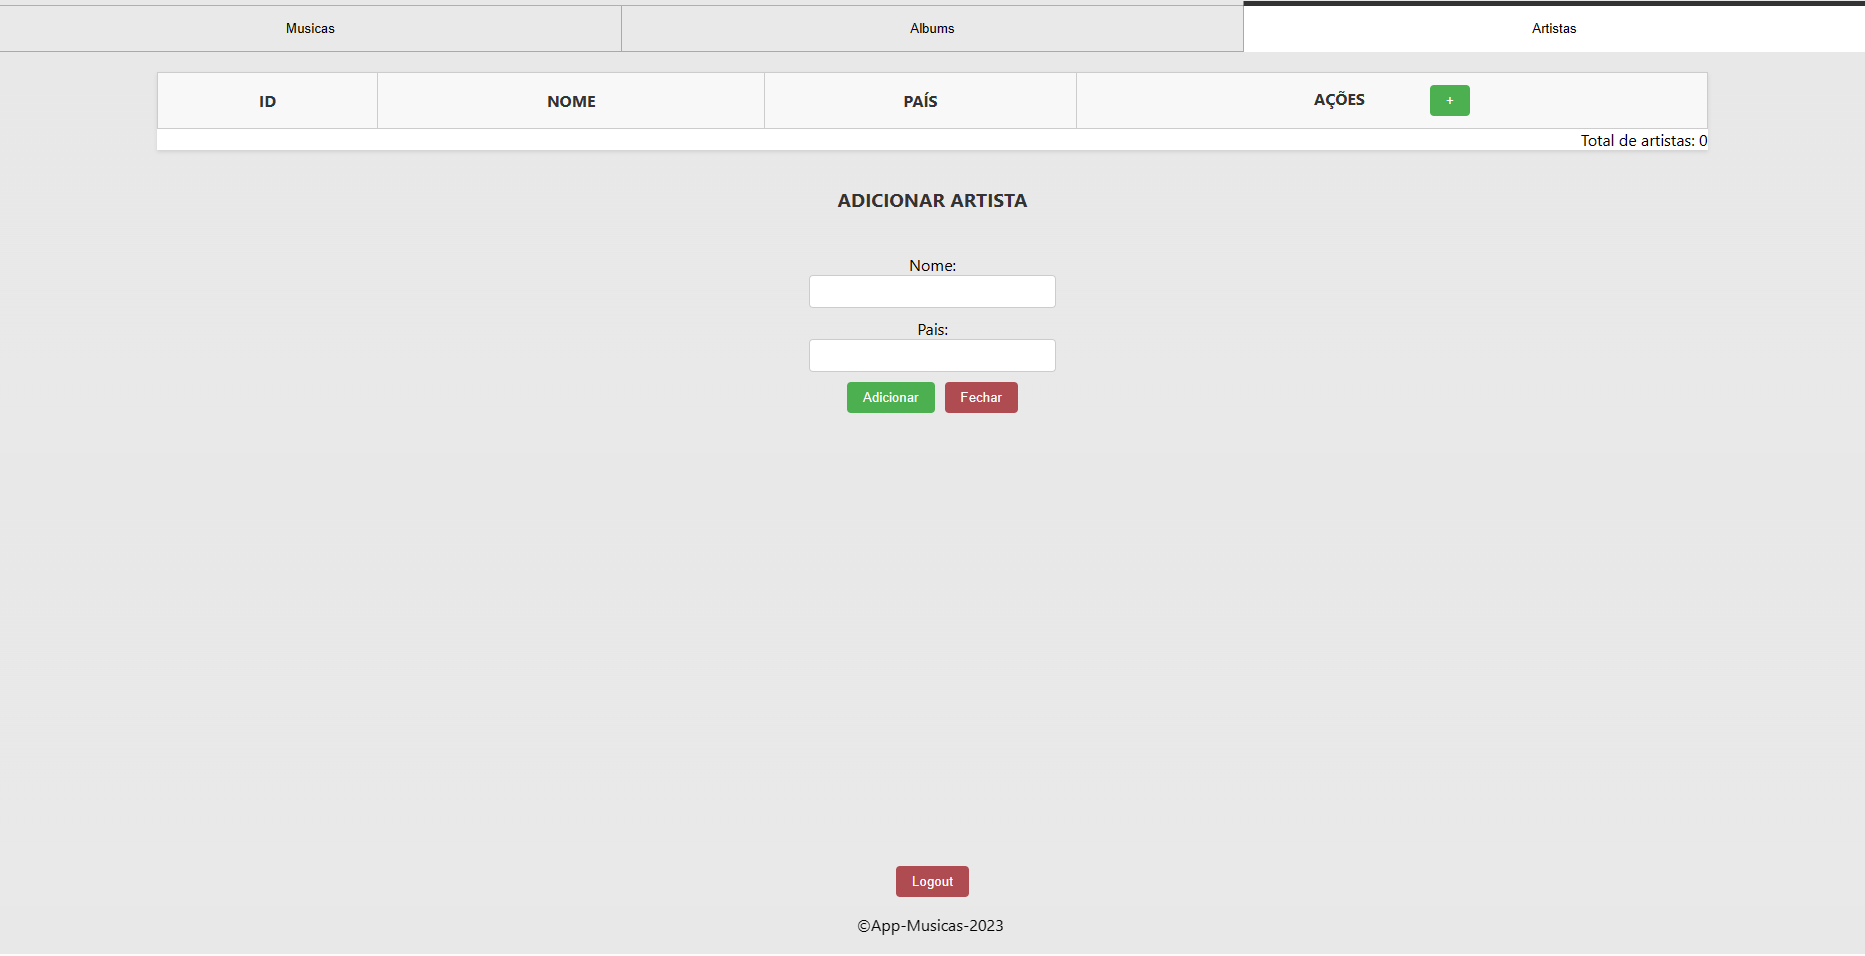 Musicas Albums Artistas
ID NOME PAÍS AÇÕES +
Total de artistas: 0
ADICIONAR ARTISTA
Nome:
Pais:
Adicionar Fechar
Logout
©App-Musicas-2023